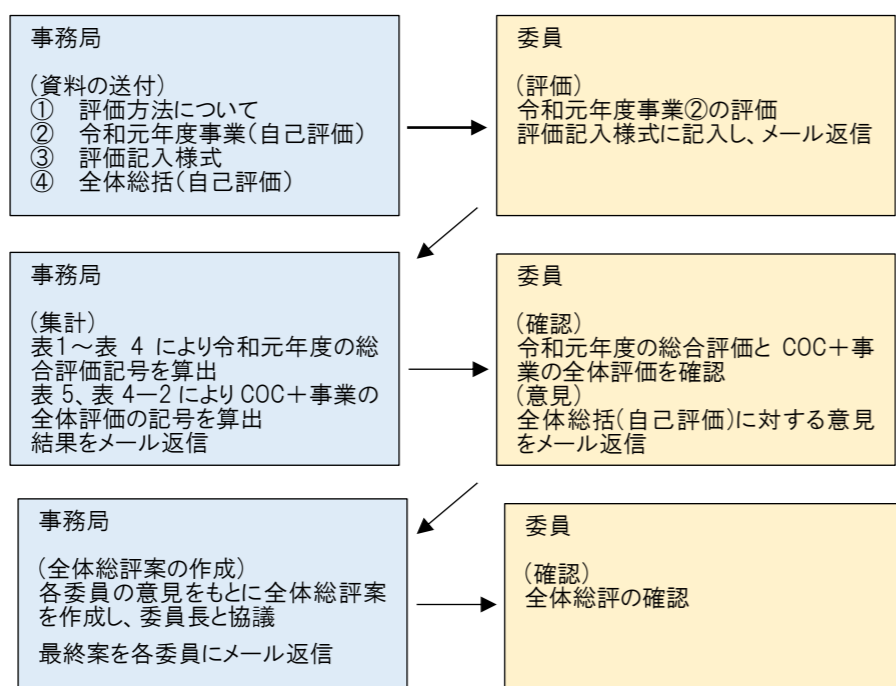 事務局
(資料の送付)
① 評価方法について
② 令和元年度事業(自己評価)
③ 評価記入様式
④ 全体総括(自己評価)
委員
(評価)
令和元年度事業②の評価
評価記入様式に記入し、メール返信
事務局
(集計)
表1～表 4 により令和元年度の総
合評価記号を算出
表 5、表 4―2 により COC＋事業の
全体評価の記号を算出
結果をメール返信
委員
(確認)
令和元年度の総合評価と COC＋事
業の全体評価を確認
(意見)
全体総括(自己評価)に対する意見
をメール返信
事務局
(全体総評案の作成)
各委員の意見をもとに全体総評案
を作成し、委員長と協議
最終案を各委員にメール返信
委員
(確認)
全体総評の確認